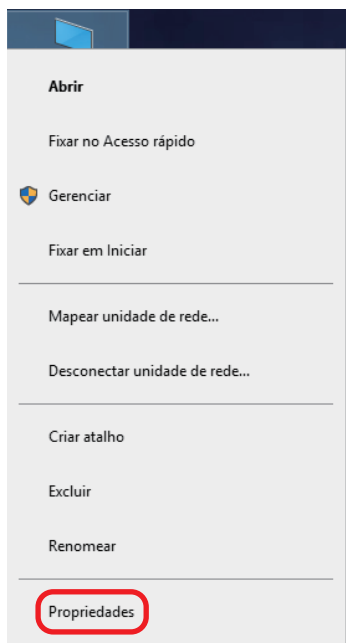 Abrir
Fixar no Acesso rápido
Gerenciar
Fixar em Iniciar
Mapear unidade de rede...
Desconectar unidade de rede...
Criar atalho
Excluir
Renomear
Propriedades